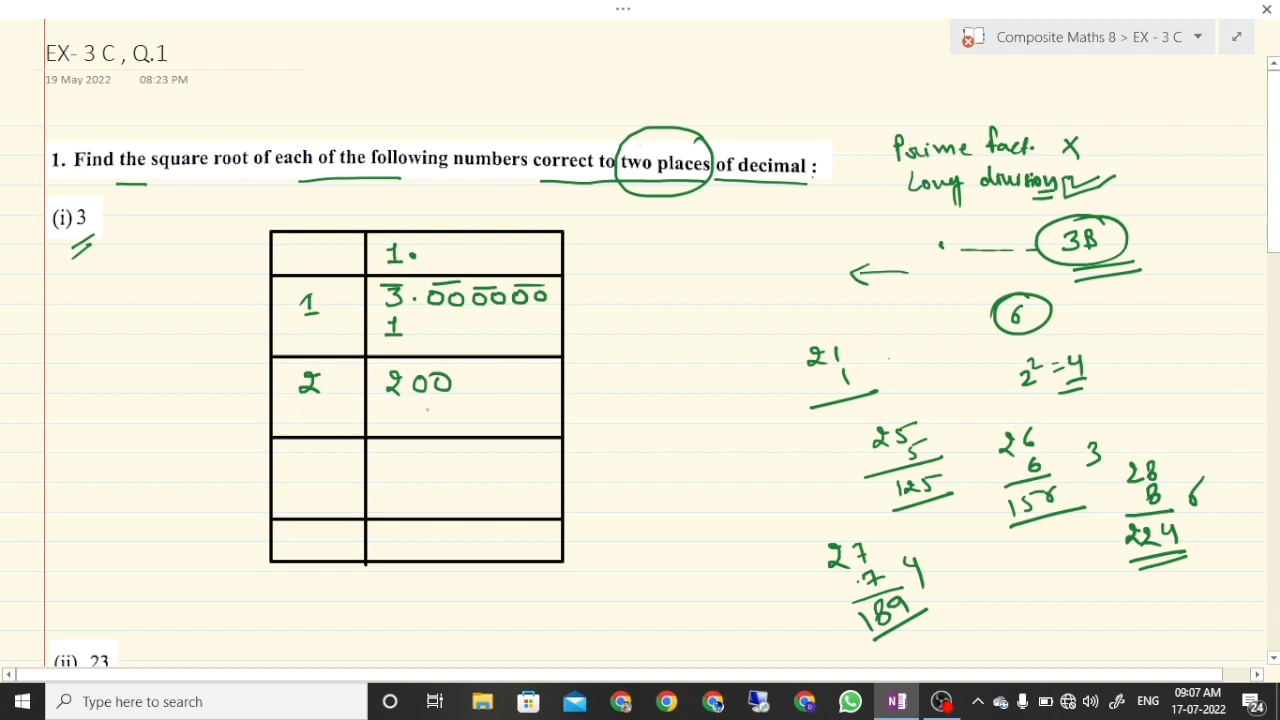 EX- 3 C , Q.1
Composite Maths 8 > EX - 3 C
19 May 2022 08:23 PM
1. Find the square root of each of the following numbers correct to two places of decimal :
Prime fact. X
Long division
(i) 3
3B
1.
1 3.000000
1
6
2 200
21
1
2² = 4
25
5
125
26
6
156
3
28
8
224
6
27
7
189
4
(ii) 23
Type here to search
ENG
09:07 AM
17-07-2022
24